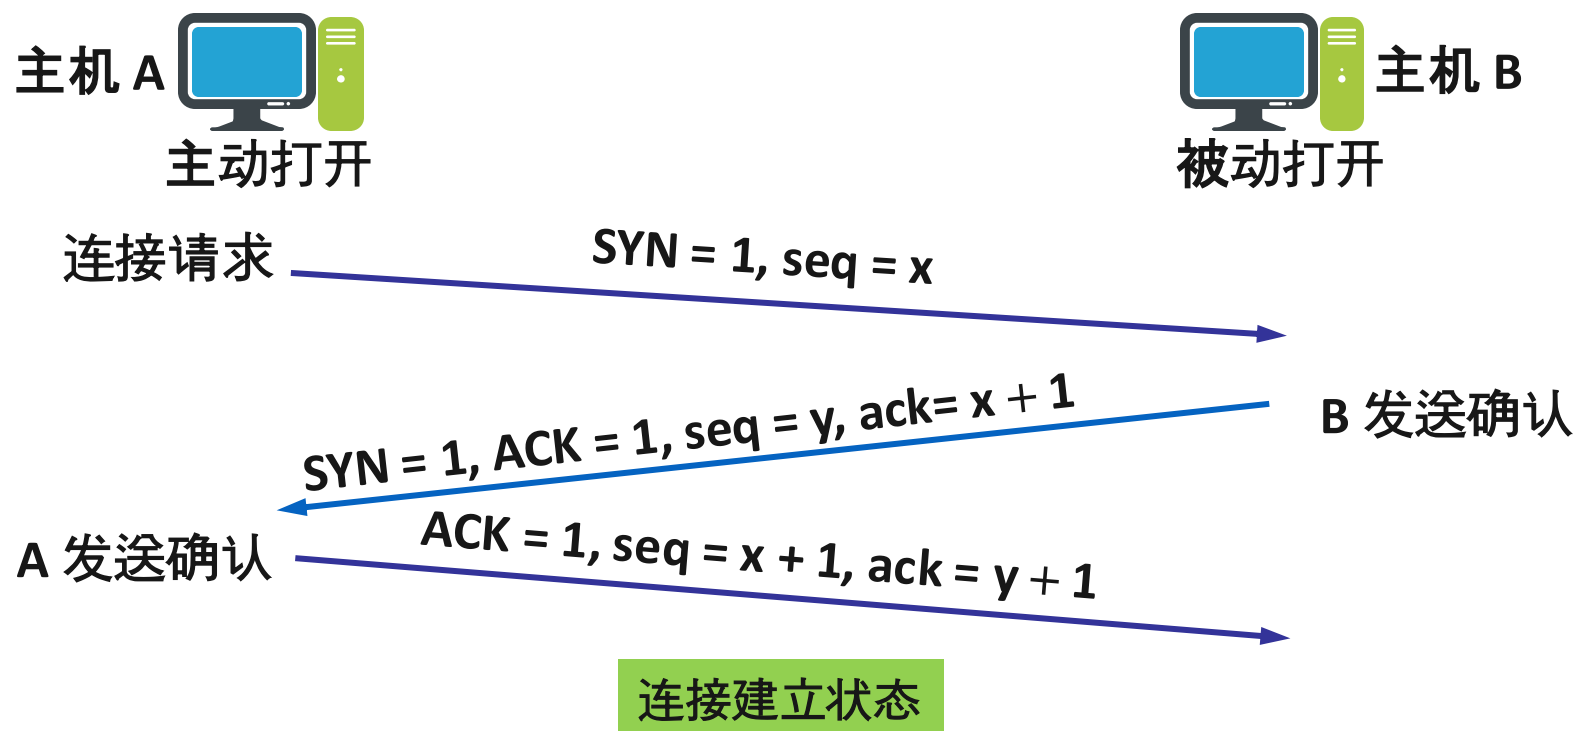 主机 A
主机 B
主动打开
被动打开
连接请求
SYN = 1, seq = x
SYN = 1, ACK = 1, seq = y, ack= x + 1
B 发送确认
A 发送确认
ACK = 1, seq = x + 1, ack = y + 1
连接建立状态